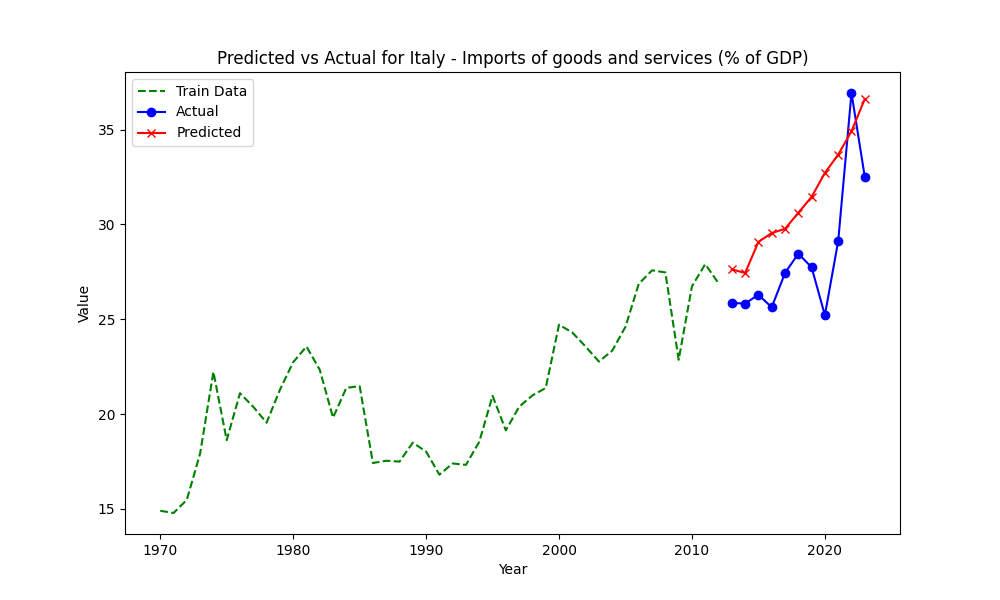 Predicted vs Actual for Italy - Imports of goods and services (% of GDP)
Train Data
Actual
Predicted
35
30
25
20
15
Value
1970 1980 1990 2000 2010 2020
Year